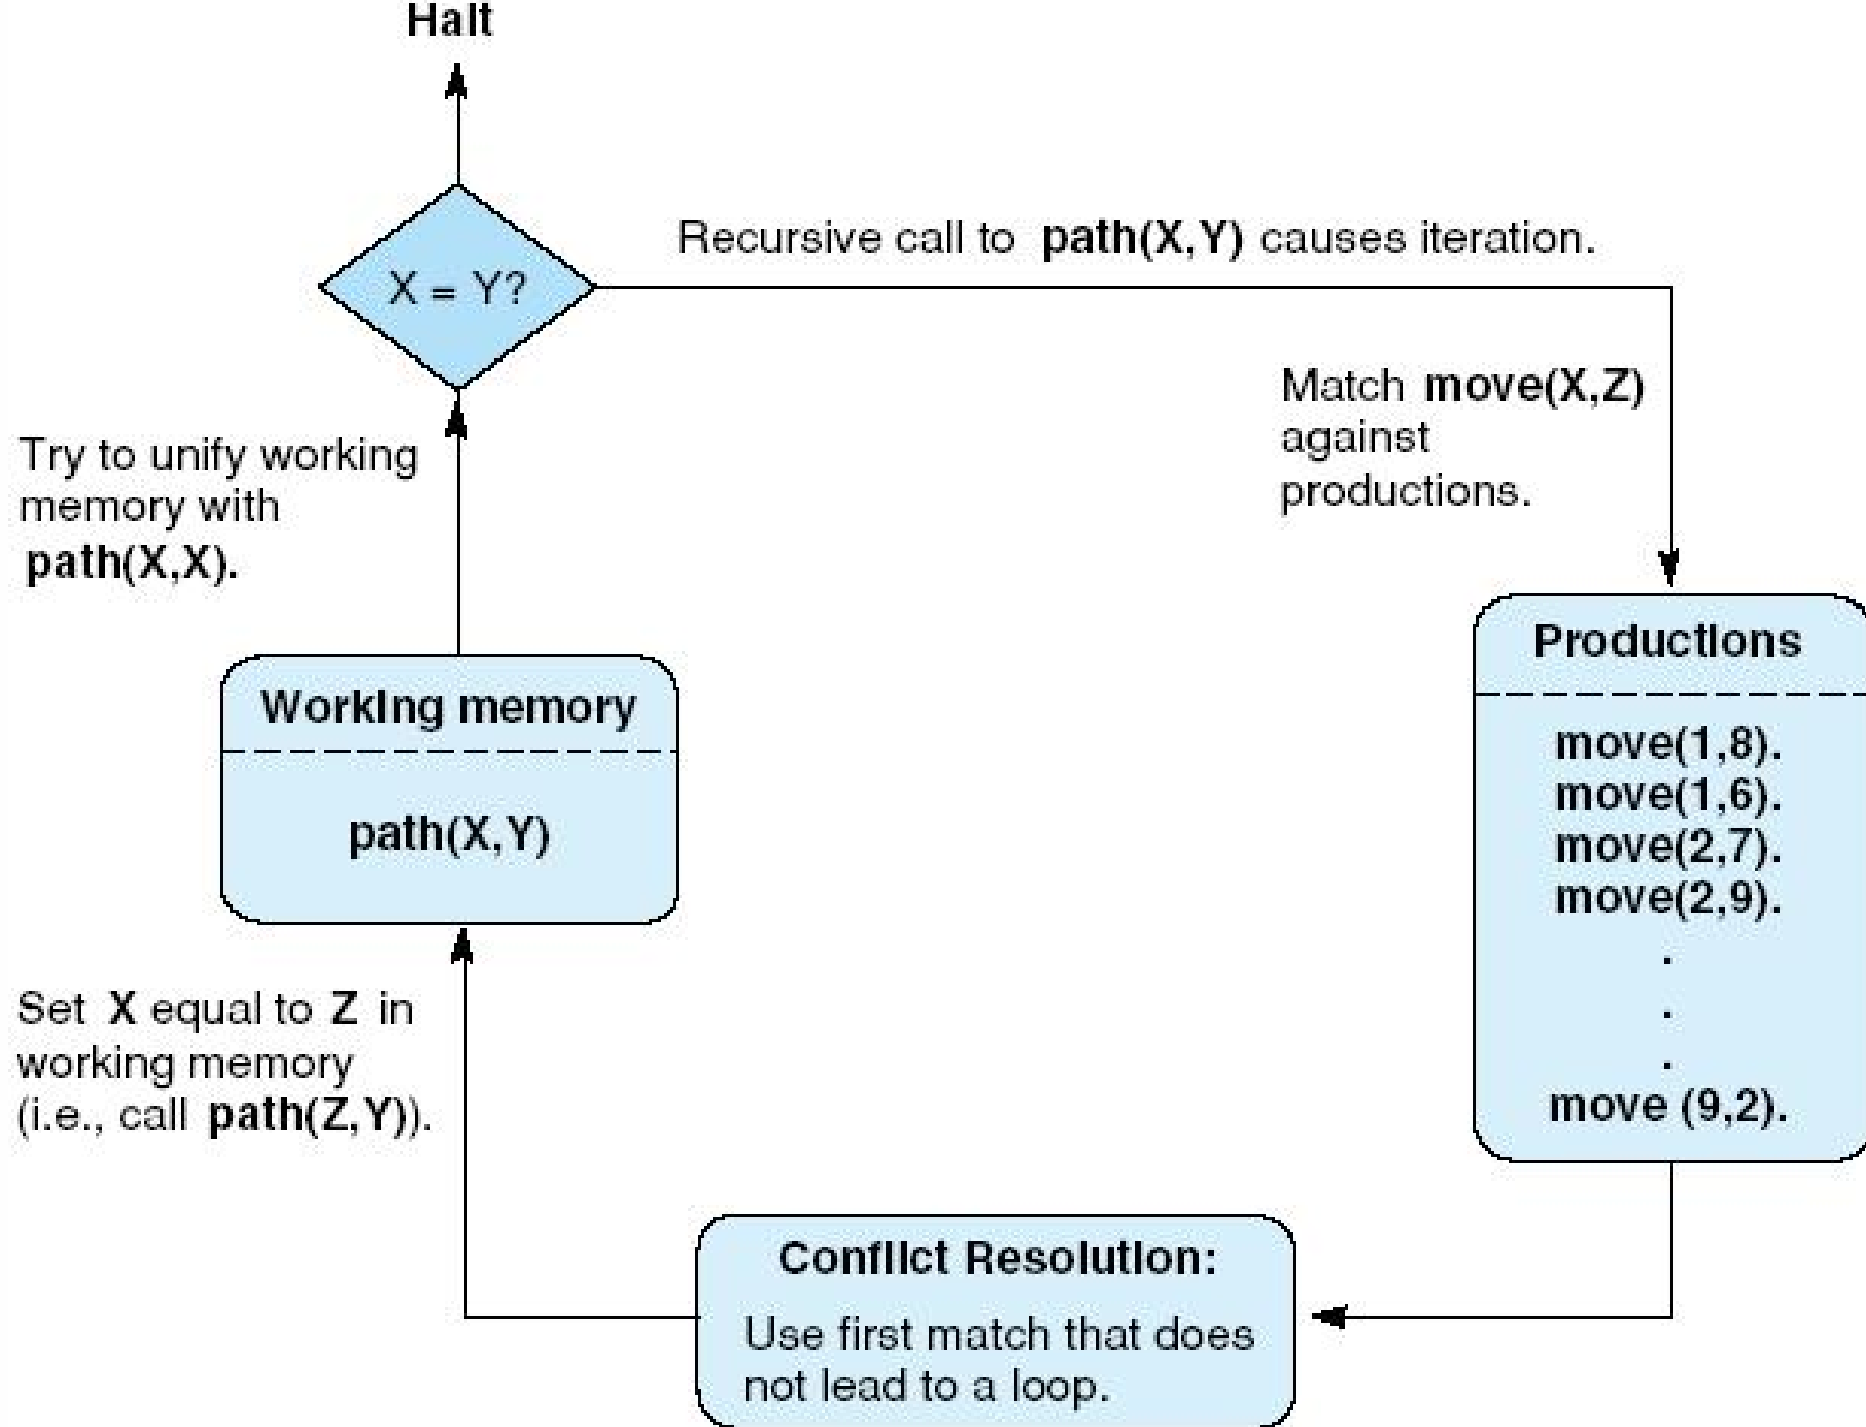 Halt
X = Y?
Recursive call to path(X,Y) causes iteration.
Match move(X,Z)
against
productions.
Try to unify working
memory with
path(X,X).
Productions
move(1,8).
move(1,6).
move(2,7).
move(2,9).
.
.
.
move (9,2).
Working memory
path(X,Y)
Set X equal to Z in
working memory
(i.e., call path(Z,Y)).
Conflict Resolution:
Use first match that does
not lead to a loop.